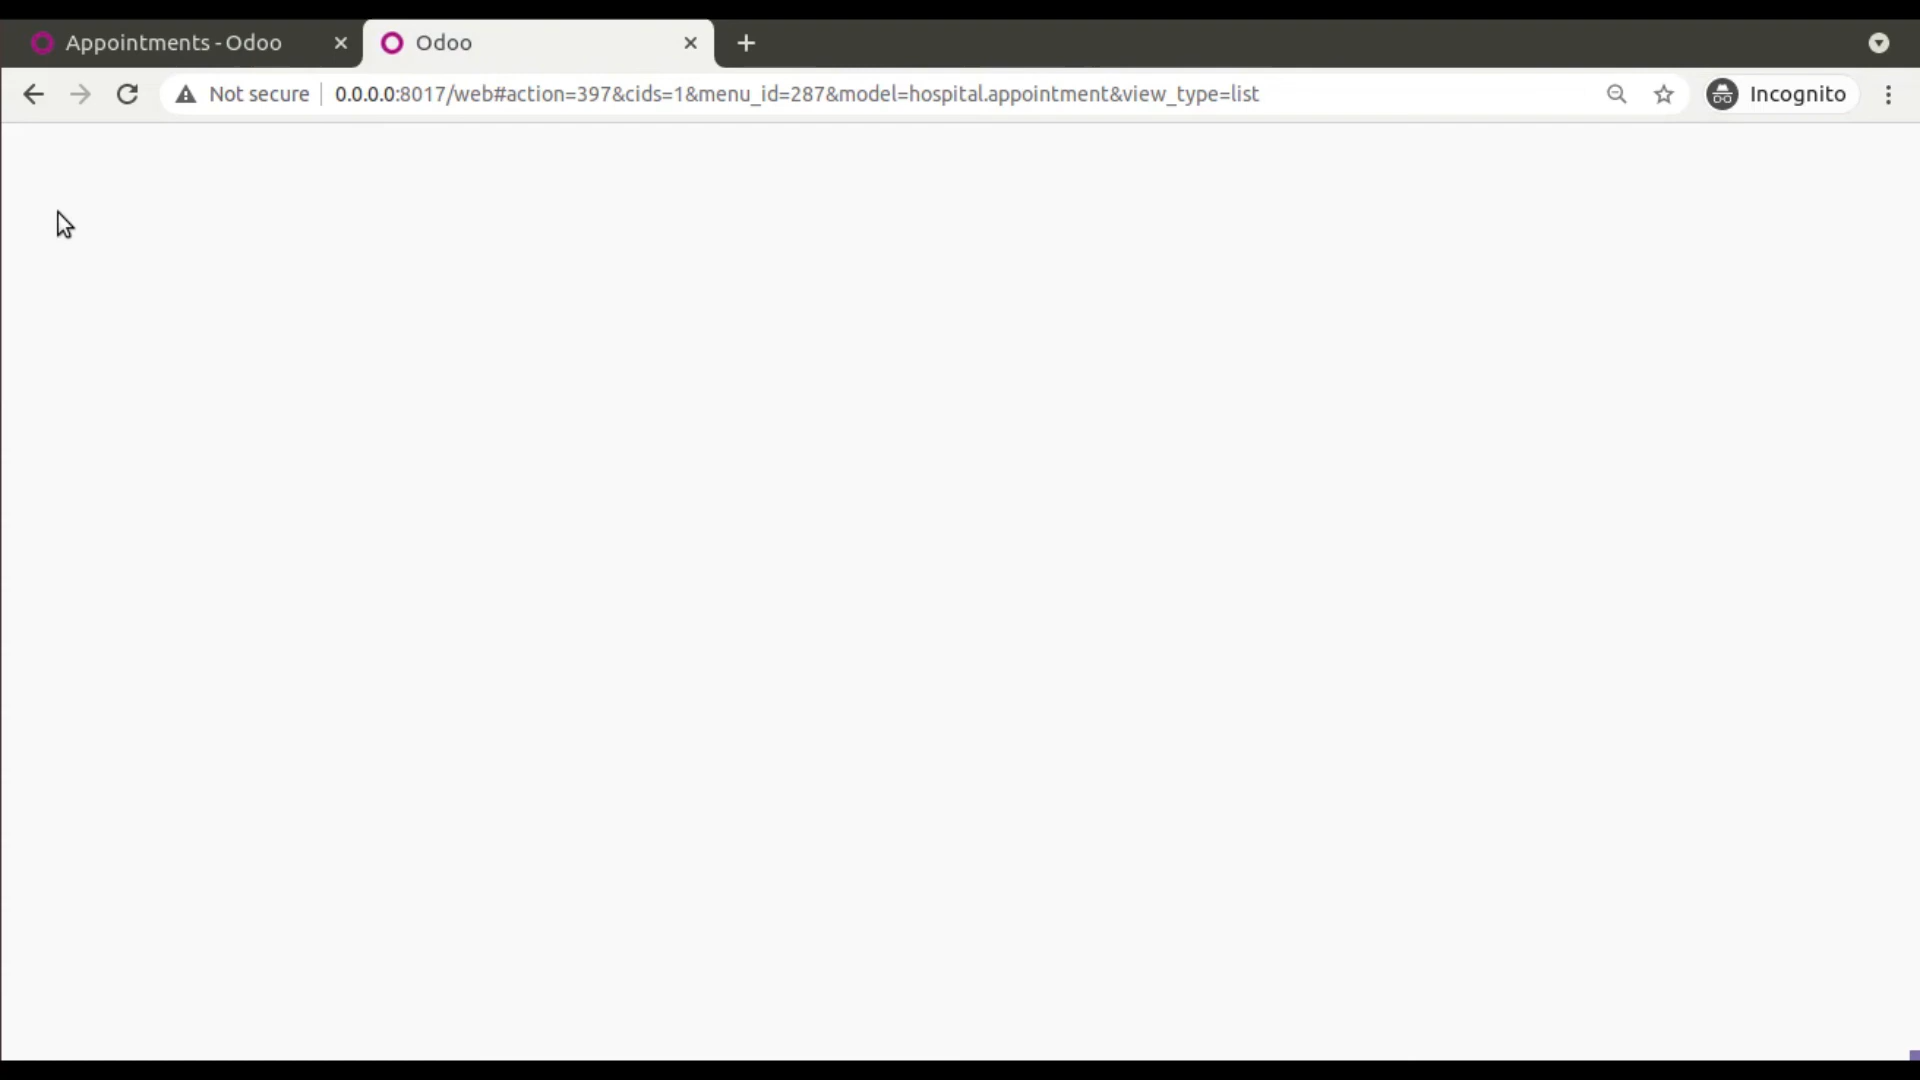 Appointments - Odoo
Odoo
Not secure
0.0.0.0:8017/web#action=397&cids=1&menu_id=287&model=hospital.appointment&view_type=list
Incognito